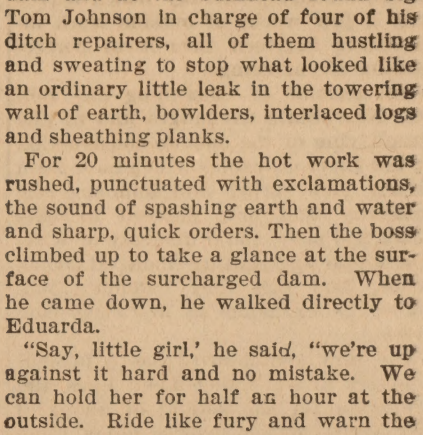 Tom Johnson in charge of four of his
ditch repairers, all of them hustling
and sweating to stop what looked like
an ordinary little leak in the towering
wall of earth, bowlders, interlaced logs
and sheathing planks.
For 20 minutes the hot work was
rushed, punctuated with exclamations,
the sound of spashing earth and water
and sharp, quick orders. Then the boss
climbed up to take a glance at the sur-
face of the surcharged dam. When
he came down, he walked directly to
Eduarda.
"Say, little girl,' he said, "we're up
against it hard and no mistake. We
can hold her for half an hour at the
outside. Ride like fury and warn the